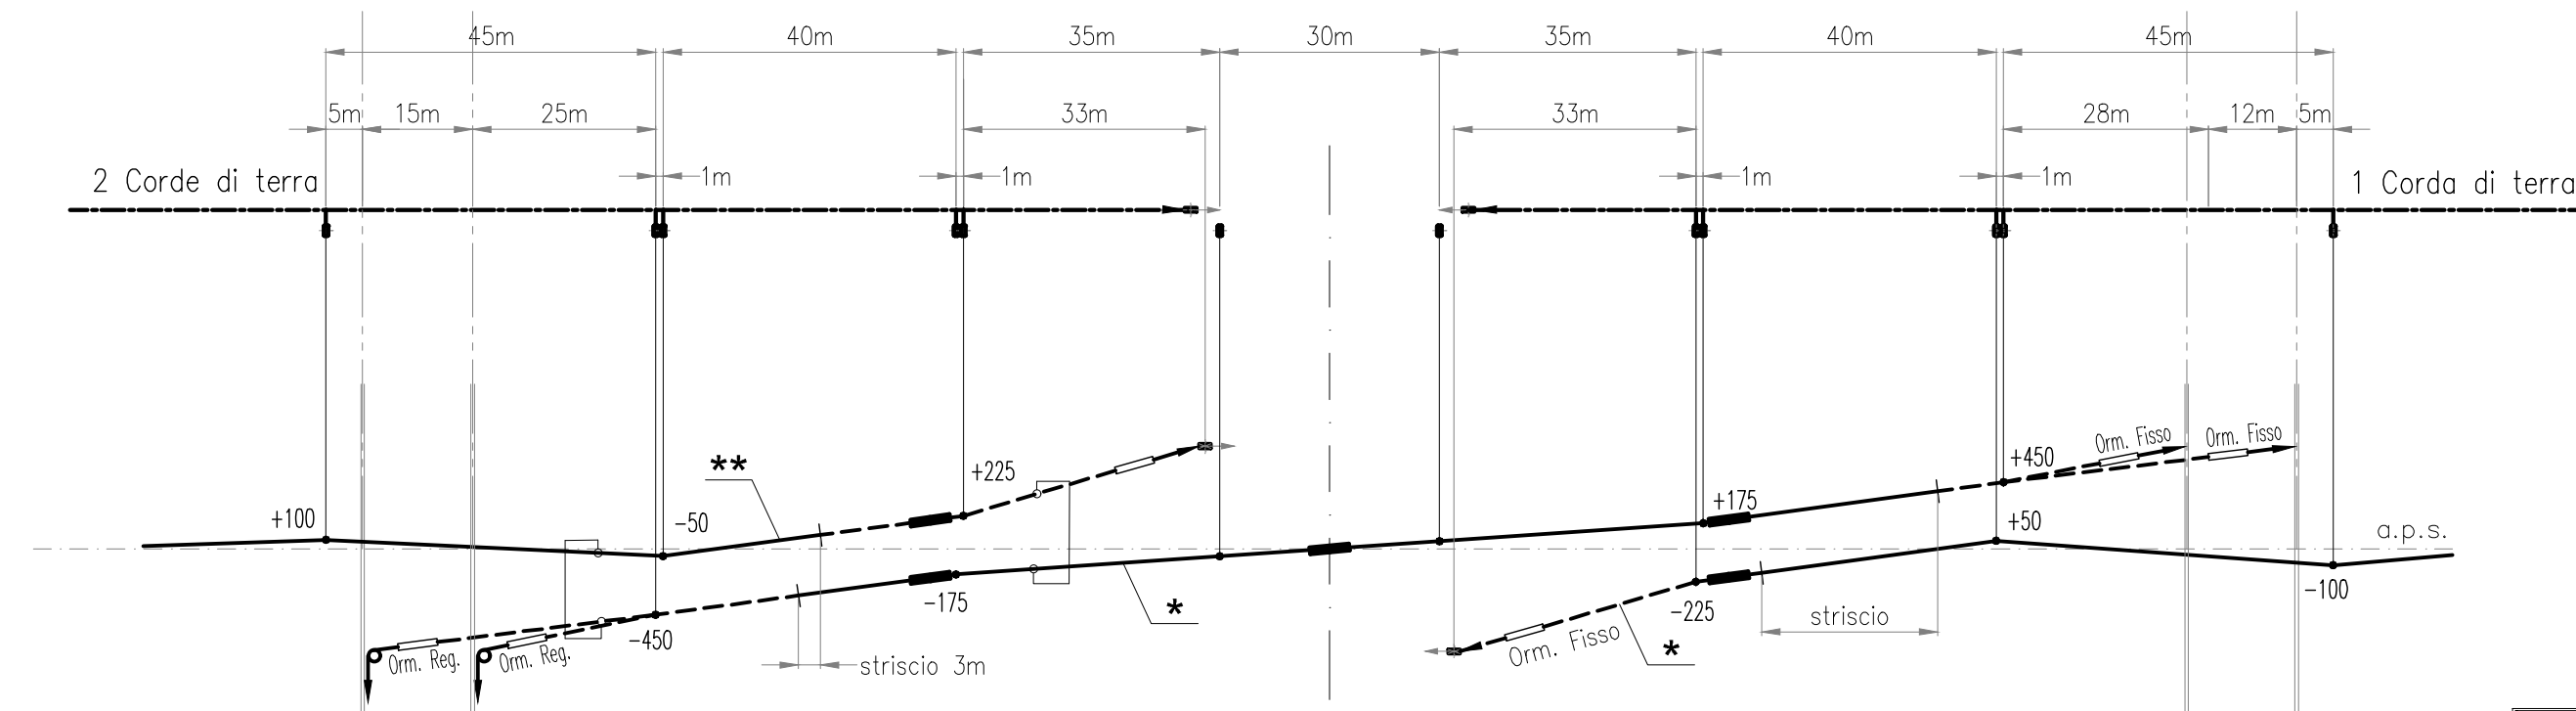 45m 40m 35m 30m 35m 40m 45m
5m 15m 25m 33m 33m 28m 12m 5m
2 Corde di terra 1m 1m 1m 1m 1 Corda di terra
** +225 +450 Orm. Fisso Orm. Fisso
+100 -50 +175 +50 a.p.s.
-175 * -225 striscio -100
-450 Orm. Fisso *
Orm. Reg. Orm. Reg. striscio 3m